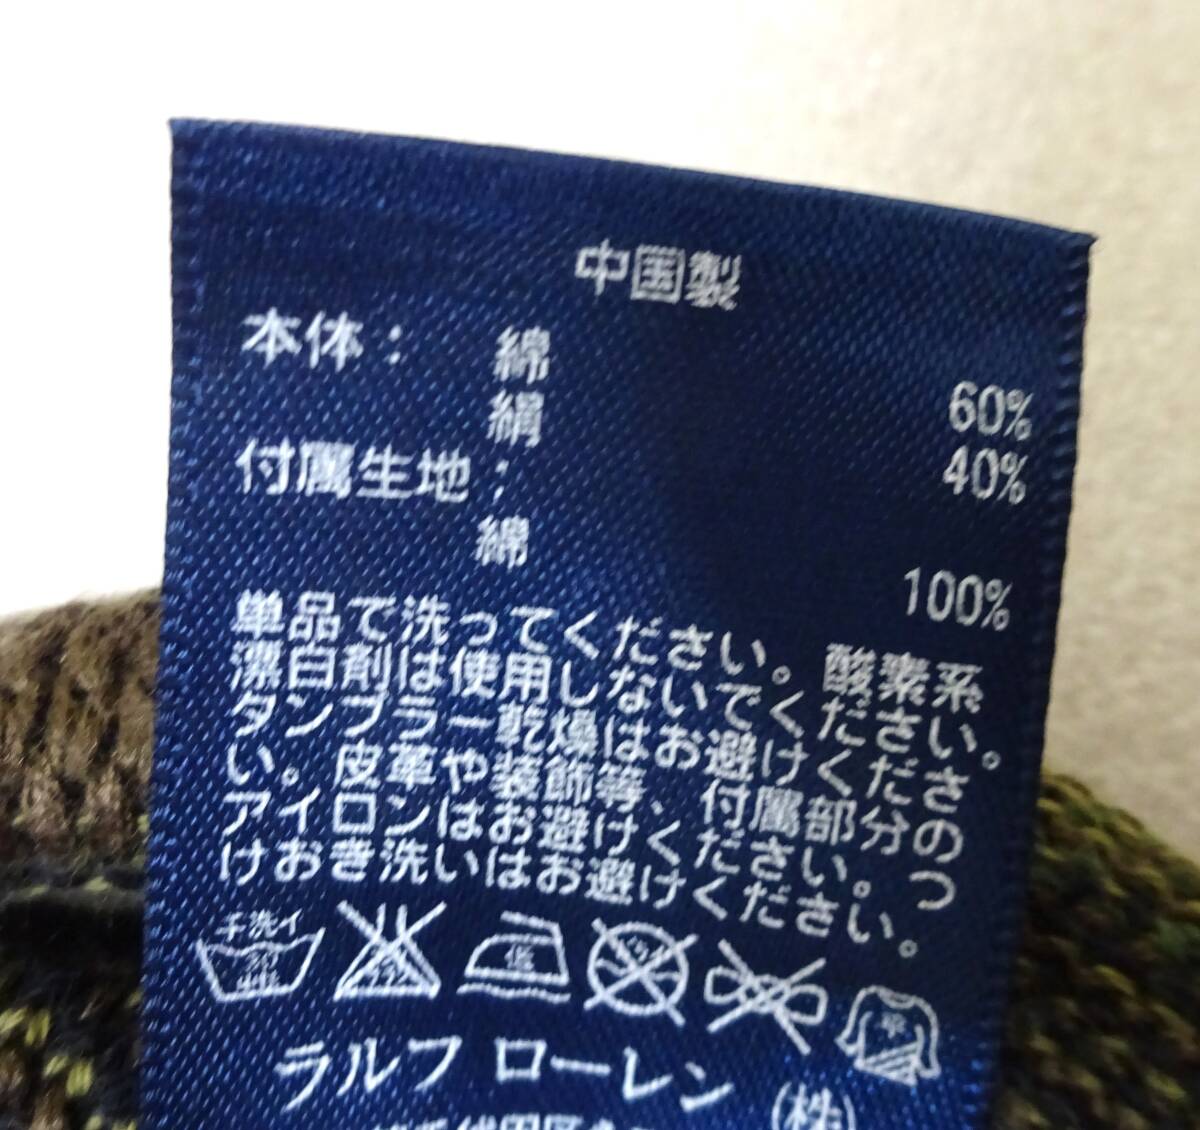 中国製
本体： 綿 60%
絹 40%
付属生地：
綿 100%
単品で洗ってください。酸素系
漂白剤は使用しないでください。
タンブラー乾燥はお避けくださ
い。皮革や装飾等、付属部分の
アイロンはお避けください。つ
けおき洗いはお避けください。
手洗イ
低
平
ラルフ ローレン (株)